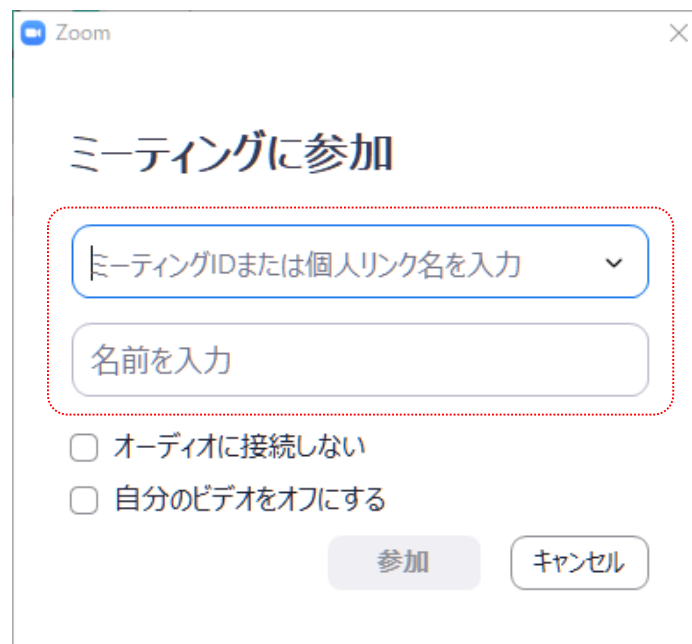 Zoom
ミーティングに参加
ミーティングIDまたは個人リンク名を入力
名前を入力
オーディオに接続しない
自分のビデオをオフにする
参加
キャンセル